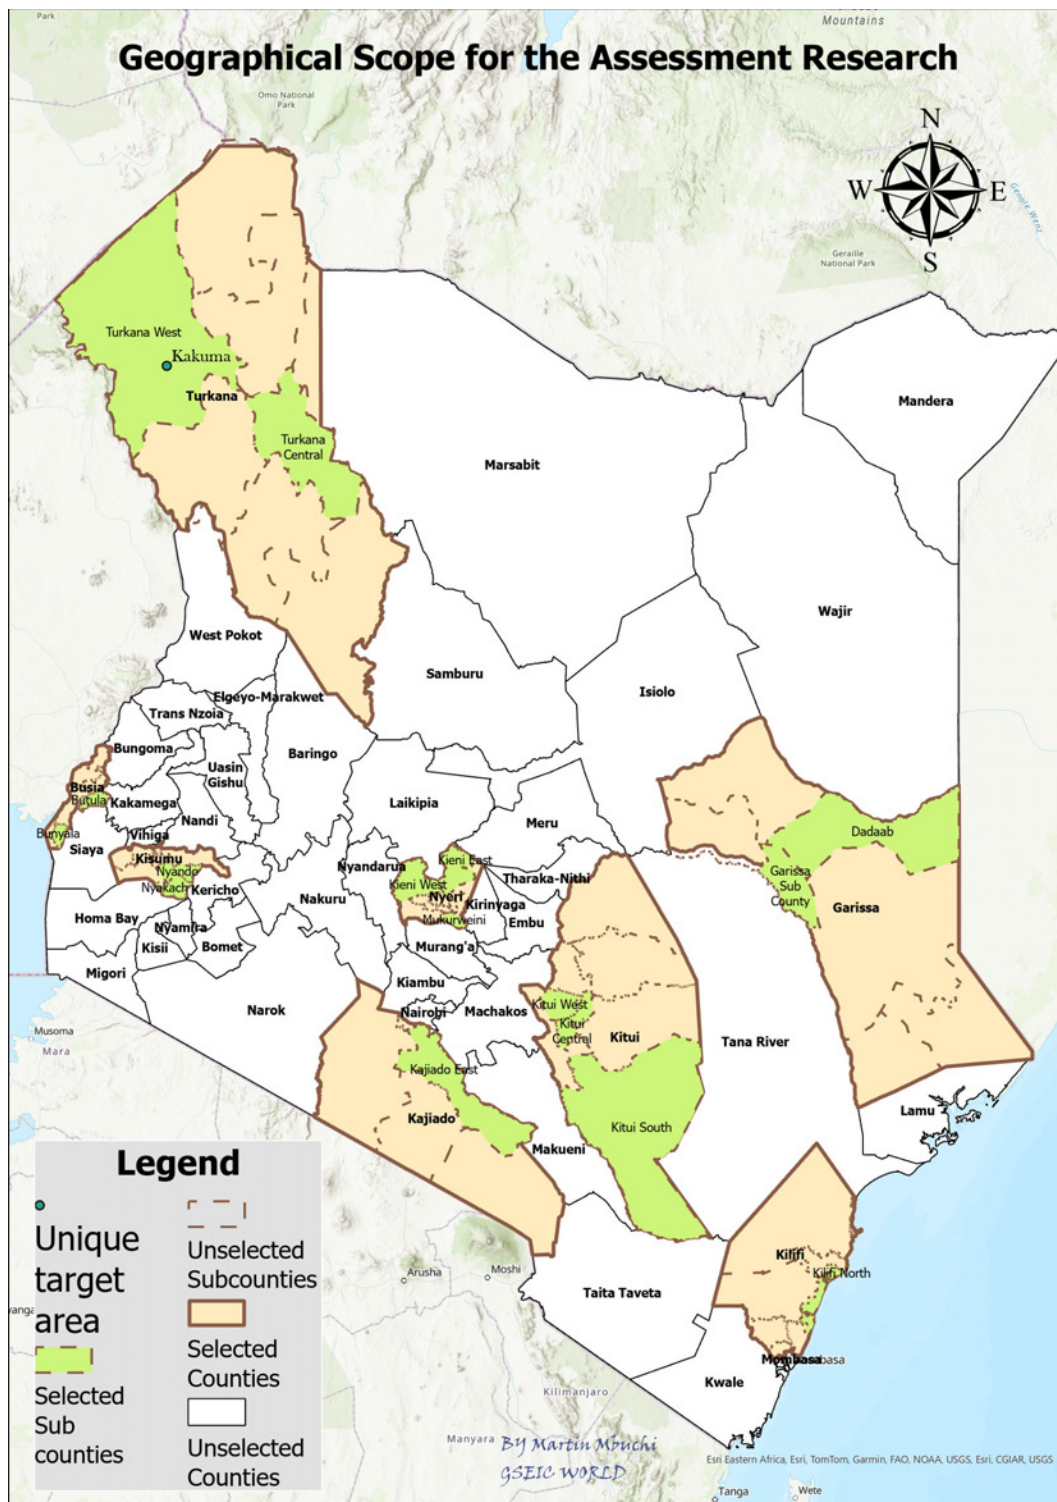 Park
Mendebo
Mountains
Geographical Scope for the Assessment Research
Omo National
Park
N
W
E
S
Genale Wenz
Geraille
National Park
Turkana West
Kakuma
Turkana
Mandera
Turkana
Central
Marsabit
Wajir
West Pokot
Samburu
Isiolo
Elgeyo-Marakwet
Trans Nzoia
Bungoma
Baringo
Uasin
Gishu
Busia
Butula
Kakamega
Laikipia
Nandi
Meru
Bunyala
Vihiga
Siaya
Dadaab
Kisumu
Nyando
Nyandarua
Kieni East
Garissa
Sub
County
Nyakach
Kericho
Kieni West
Tharaka-Nithi
Nakuru
Nyeri
Kirinyaga
Garissa
Homa Bay
Nyamira
Mukurweini
Embu
Kisii
Bomet
Murang'a
Migori
Kiambu
Narok
Nairobi
Machakos
Kitui West
Kitui
Central
Kitui
Tana River
Musoma
Mara
Kajiado East
Kajiado
Lamu
Kitui South
Makueni
Legend
Unique
target
area
Selected
Sub
counties
Unselected
Subcounties
Selected
Counties
Unselected
Counties
Kilifi
Kilifi North
Arusha
Moshi
Taita Taveta
Mombasa
Kwale
Kilimanjaro
Manyara
BY Martin Mbuchi
GSEIC WORLD
Esri Eastern Africa, Esri, TomTom, Garmin, FAO, NOAA, USGS, Esri, CGIAR, USGS
Tanga
Wete